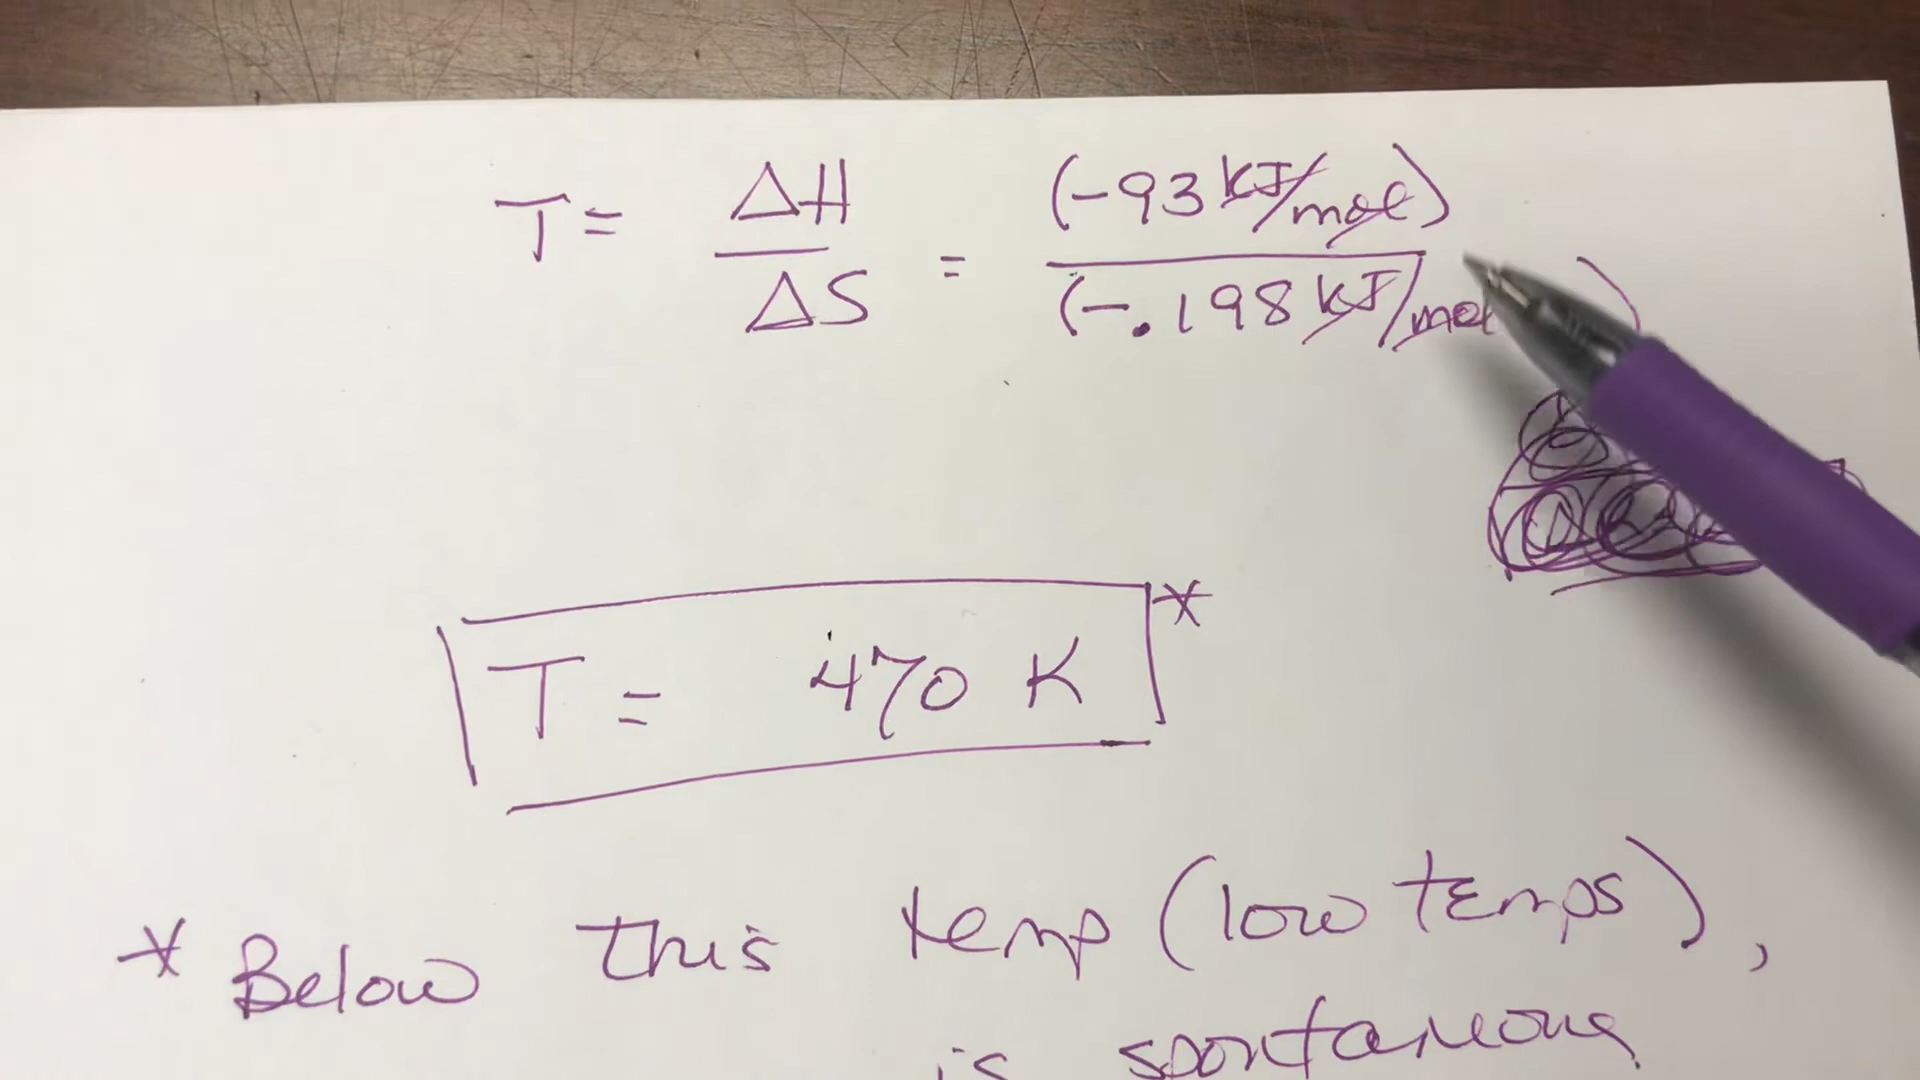 T = ΔH/ΔS = (-93 kJ/mol)/(-.198 kJ/mol )
T = 470 K *
* Below this temp (low temps),
is spontaneous